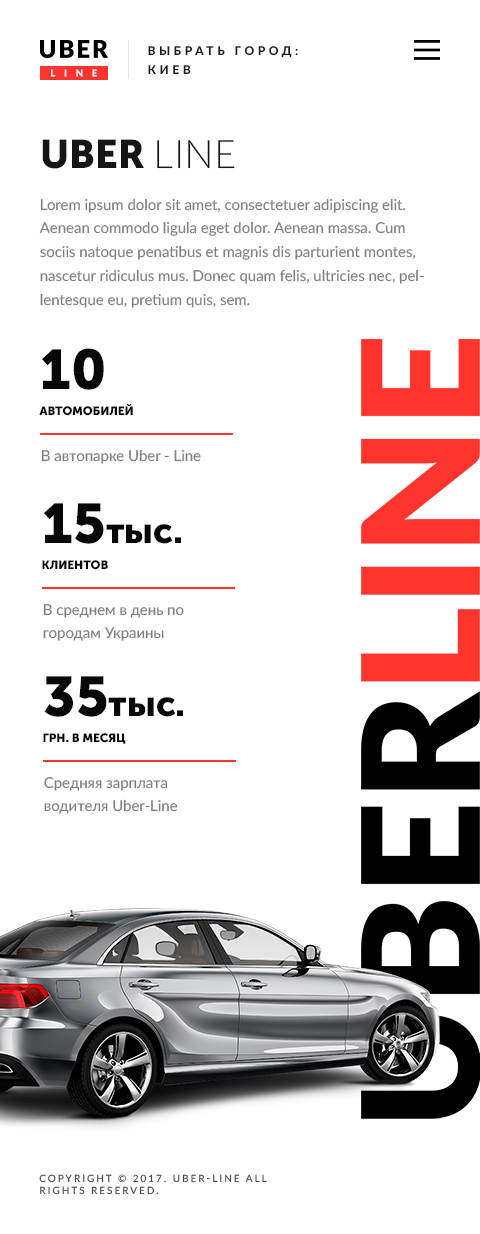 UBER
LINE
ВЫБРАТЬ ГОРОД:
КИЕВ
UBER LINE
Lorem ipsum dolor sit amet, consectetuer adipiscing elit.
Aenean commodo ligula eget dolor. Aenean massa. Cum
sociis natoque penatibus et magnis dis parturient montes,
nascetur ridiculus mus. Donec quam felis, ultricies nec, pel-
lentesque eu, pretium quis, sem.
10
АВТОМОБИЛЕЙ
В автопарке Uber - Line
15тыс.
КЛИЕНТОВ
В среднем в день по
городам Украины
35тыс.
ГРН. В МЕСЯЦ
Средняя зарплата
водителя Uber-Line
UBERLINE
COPYRIGHT © 2017. UBER-LINE ALL
RIGHTS RESERVED.